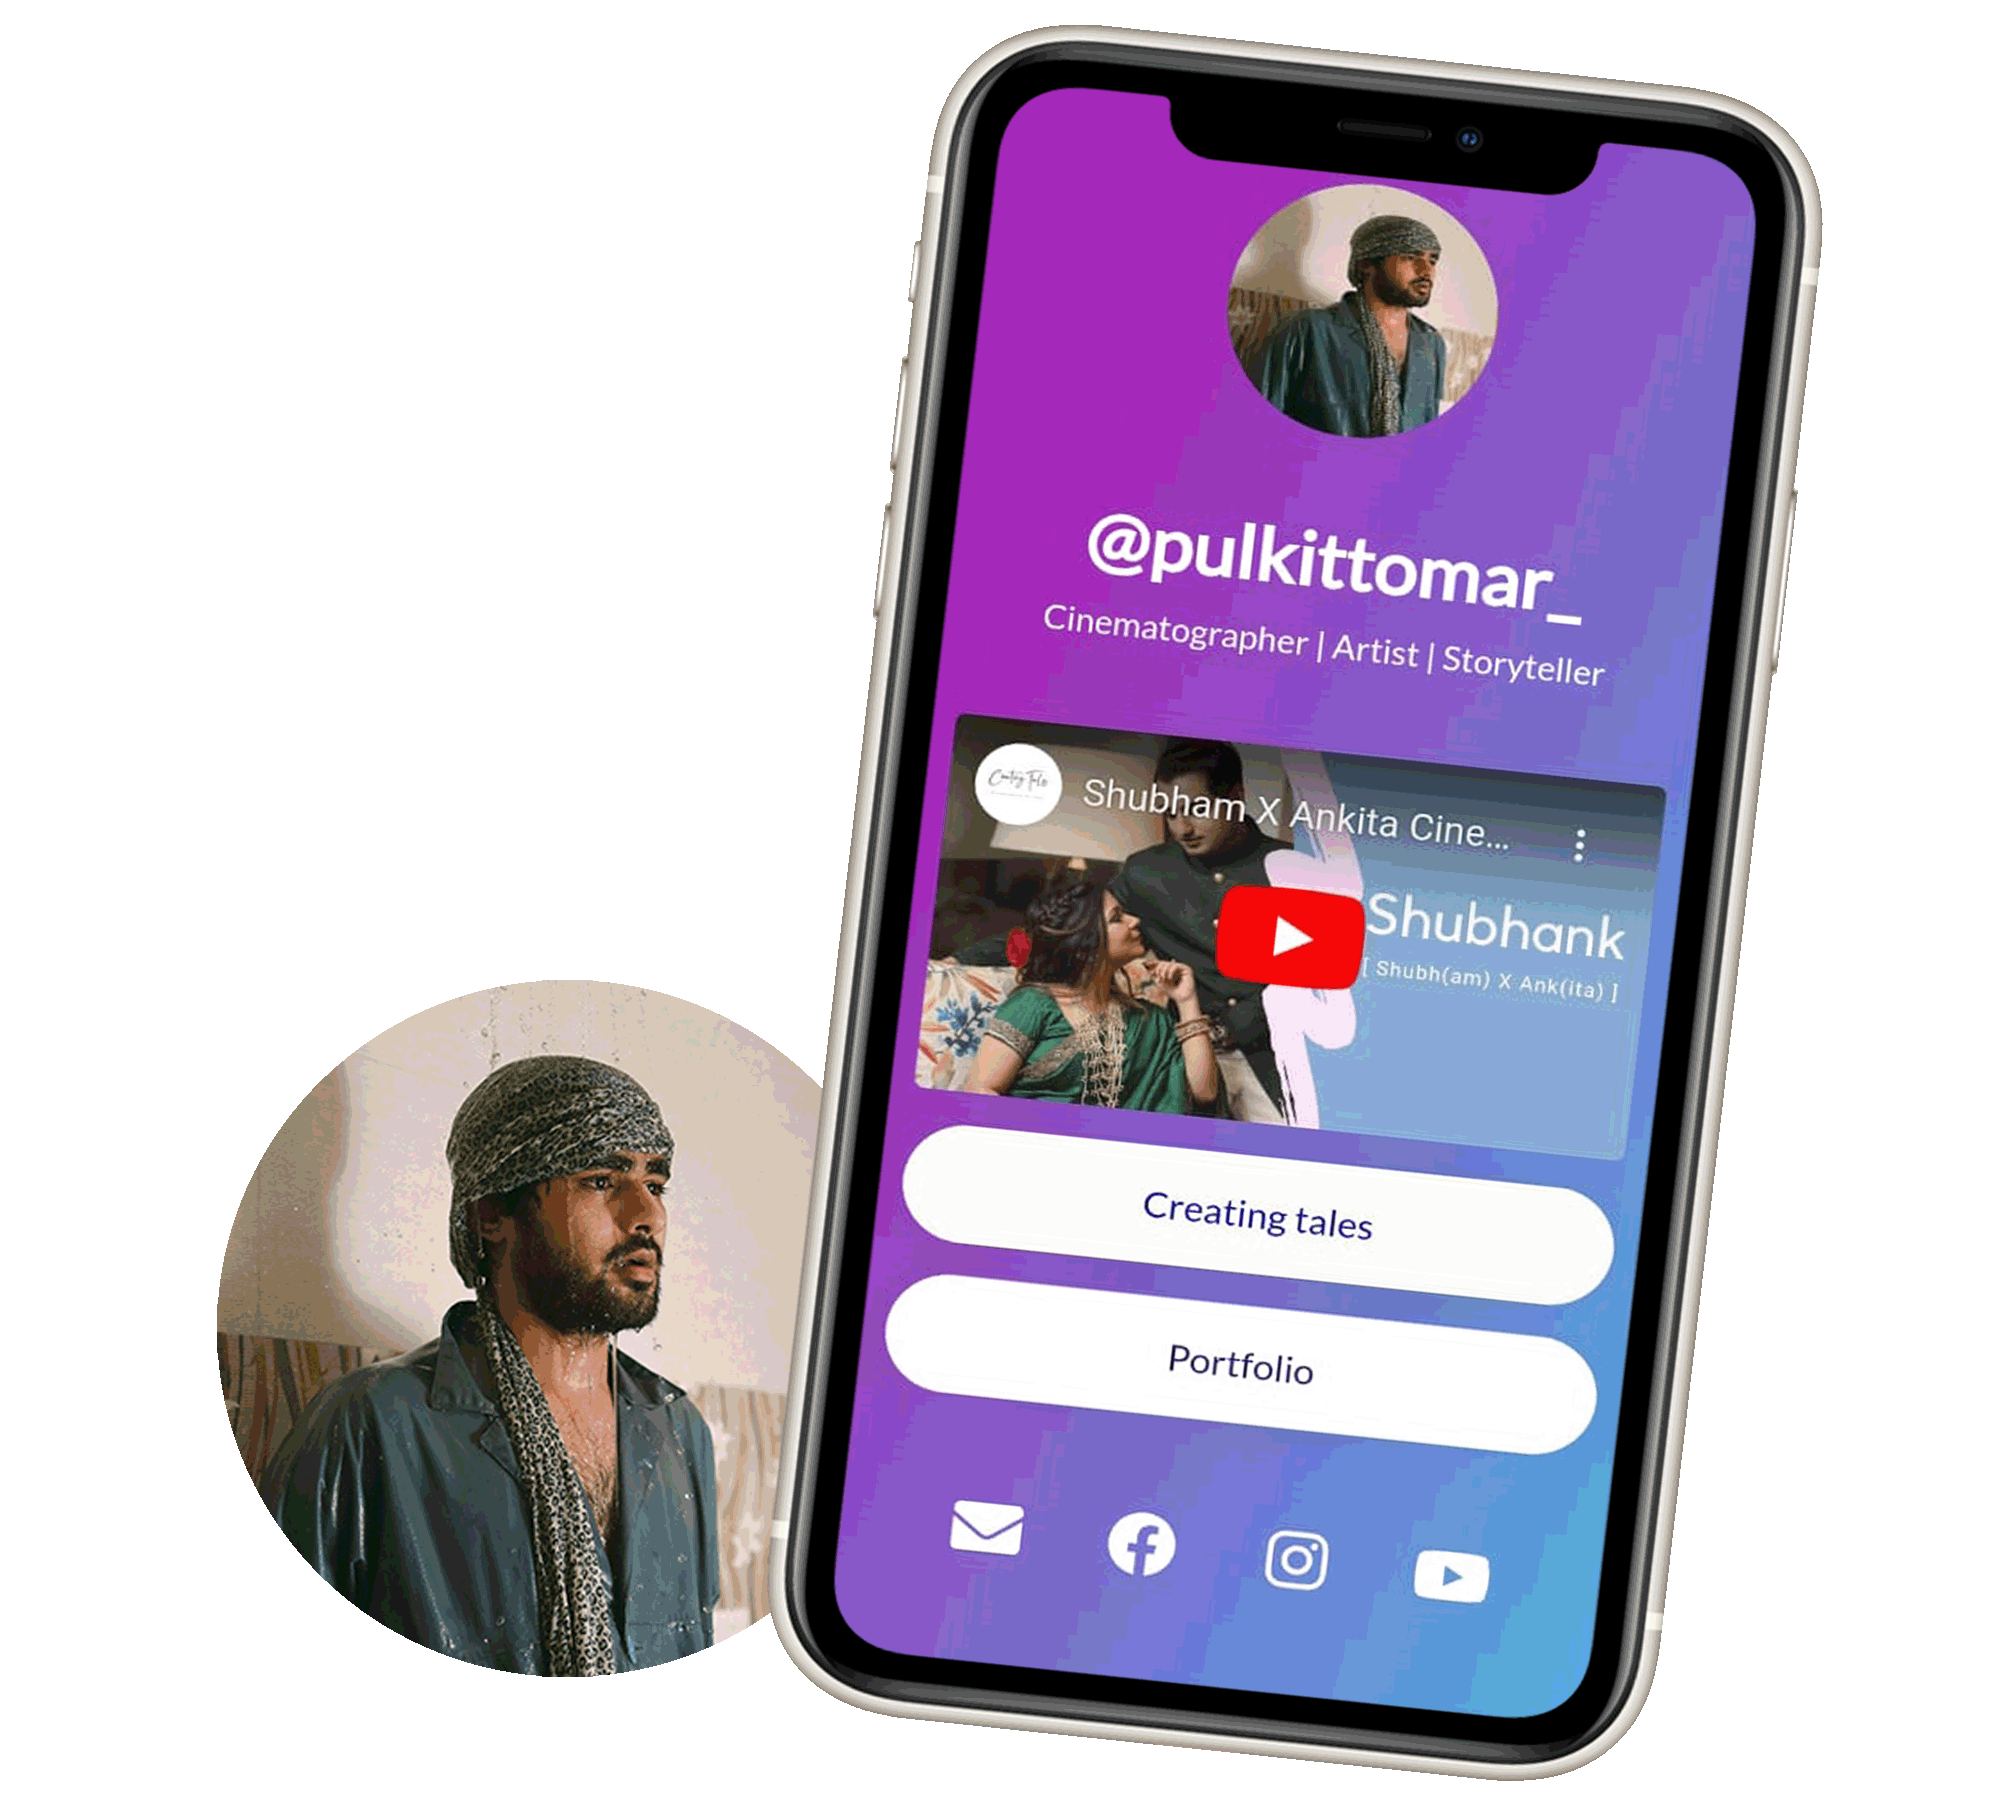 @pulkittomar_
Cinematographer | Artist | Storyteller
Shubham X Ankita Cine...
Shubhank
[ Shubh(am) X Ank(ita) ]
Creating tales
Portfolio